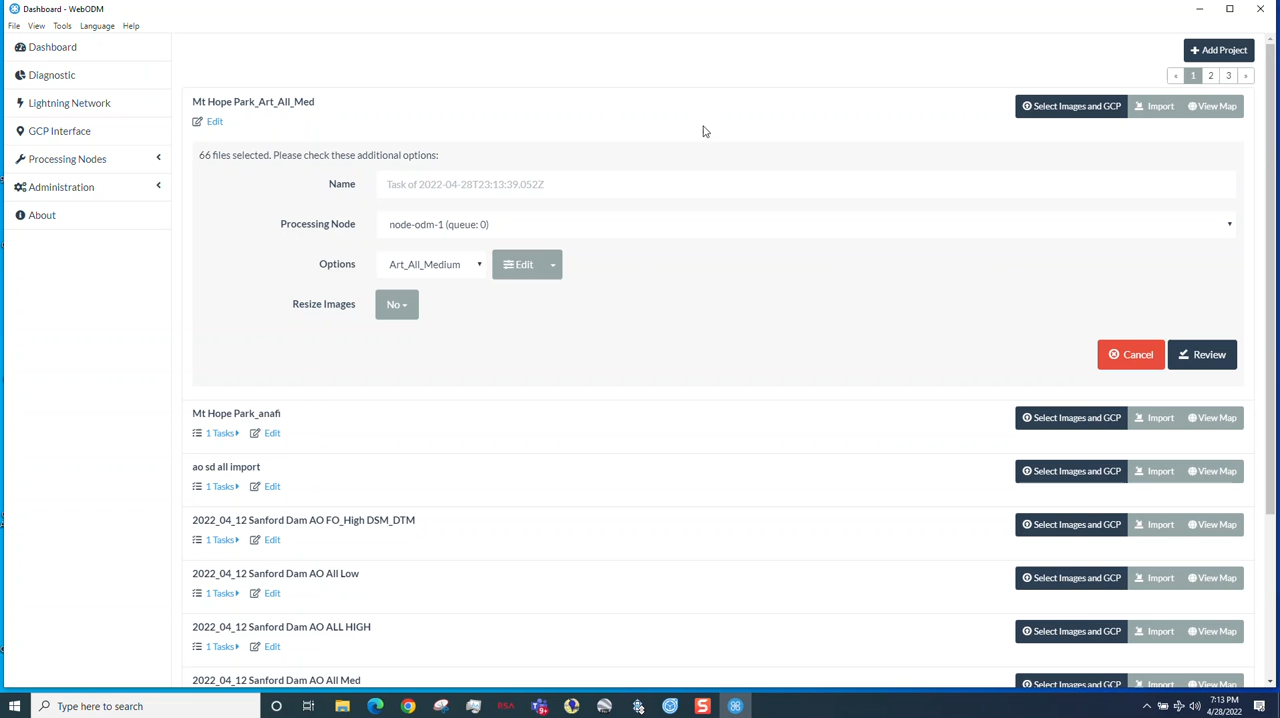 Dashboard - WebODM
File View Tools Language Help
Dashboard
Diagnostic
Lightning Network
GCP Interface
Processing Nodes
Administration
About
Add Project
« 1 2 3 »
Mt Hope Park_Art_All_Med
Edit
Select Images and GCP Import View Map
66 files selected. Please check these additional options:
Name Task of 2022-04-28T23:13:39.052Z
Processing Node node-odm-1 (queue: 0)
Options Art_All_Medium Edit
Resize Images No
Cancel Review
Mt Hope Park_anafi
1 Tasks Edit
Select Images and GCP Import View Map
ao sd all import
1 Tasks Edit
Select Images and GCP Import View Map
2022_04_12 Sanford Dam AO FO_High DSM_DTM
1 Tasks Edit
Select Images and GCP Import View Map
2022_04_12 Sanford Dam AO All Low
1 Tasks Edit
Select Images and GCP Import View Map
2022_04_12 Sanford Dam AO ALL HIGH
1 Tasks Edit
Select Images and GCP Import View Map
2022_04_12 Sanford Dam AO All Med
Select Images and GCP Import View Map
Type here to search
RSA
7:13 PM
4/28/2022